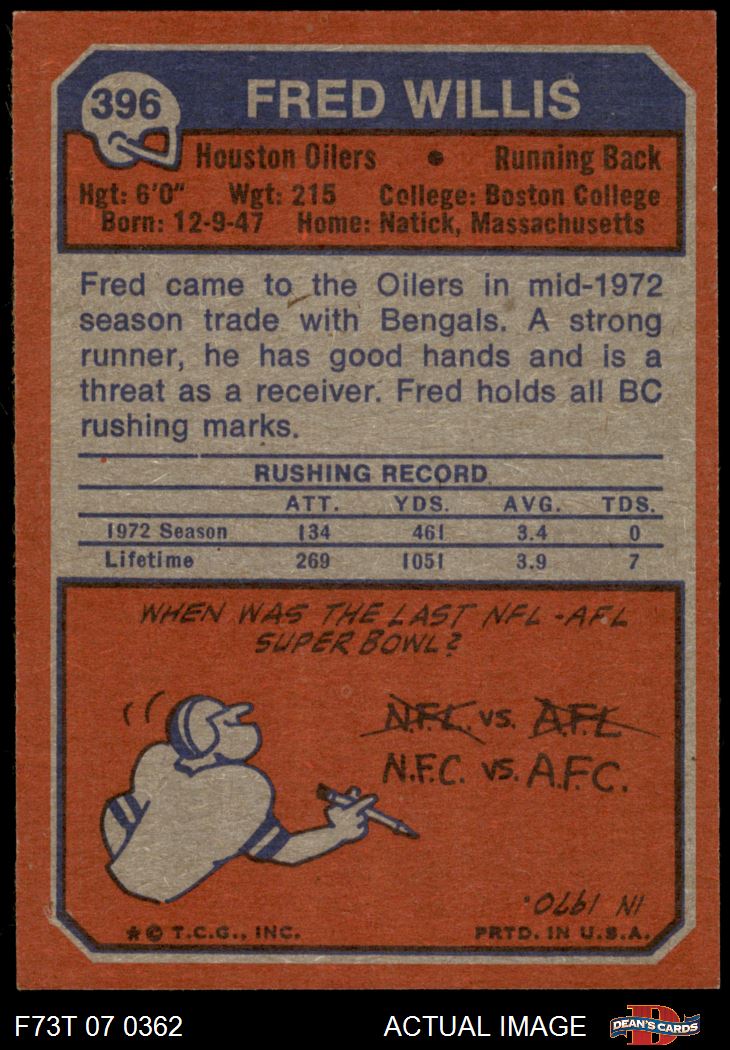 396
FRED WILLIS
Houston Oilers • Running Back
Hgt: 6'0" Wgt: 215 College: Boston College
Born: 12-9-47 Home: Natick, Massachusetts
Fred came to the Oilers in mid-1972
season trade with Bengals. A strong
runner, he has good hands and is a
threat as a receiver. Fred holds all BC
rushing marks.
RUSHING RECORD
ATT. YDS. AVG. TDS.
1972 Season 134 461 3.4 0
Lifetime 269 1051 3.9 7
WHEN WAS THE LAST NFL-AFL
SUPER BOWL?
N.F.L. vs. A.F.L
N.F.C. vs. A.F.C.
IN 1970.
* © T.C.G., INC. PRTD. IN U.S.A.
F73T 07 0362 ACTUAL IMAGE
D
DEAN'S CARDS